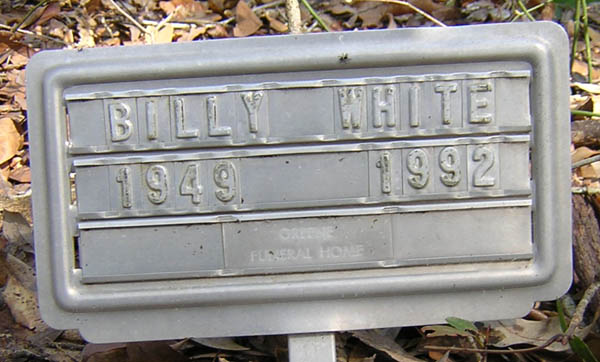 BILLY WHITE
1949 1992
GREENE
FUNERAL HOME